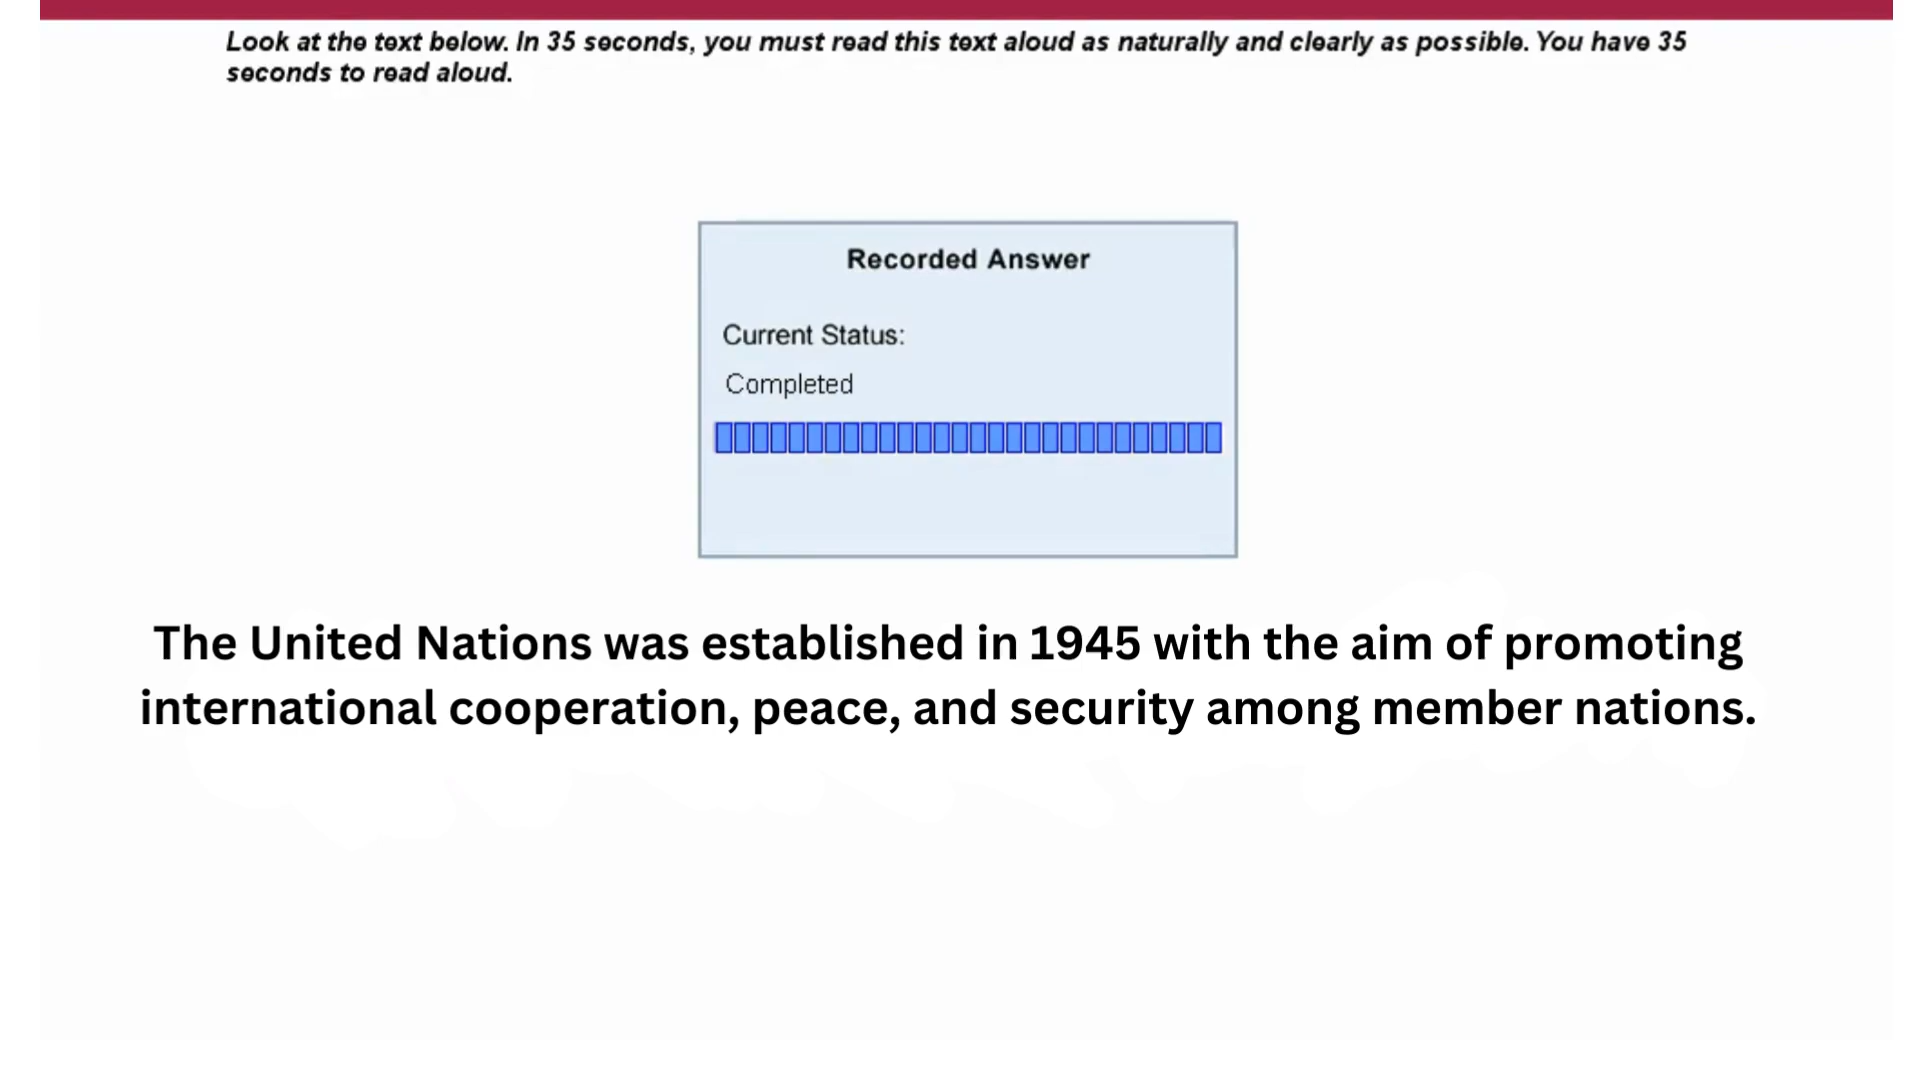 Look at the text below. In 35 seconds, you must read this text aloud as naturally and clearly as possible. You have 35
seconds to read aloud.
Recorded Answer
Current Status:
Completed
The United Nations was established in 1945 with the aim of promoting
international cooperation, peace, and security among member nations.